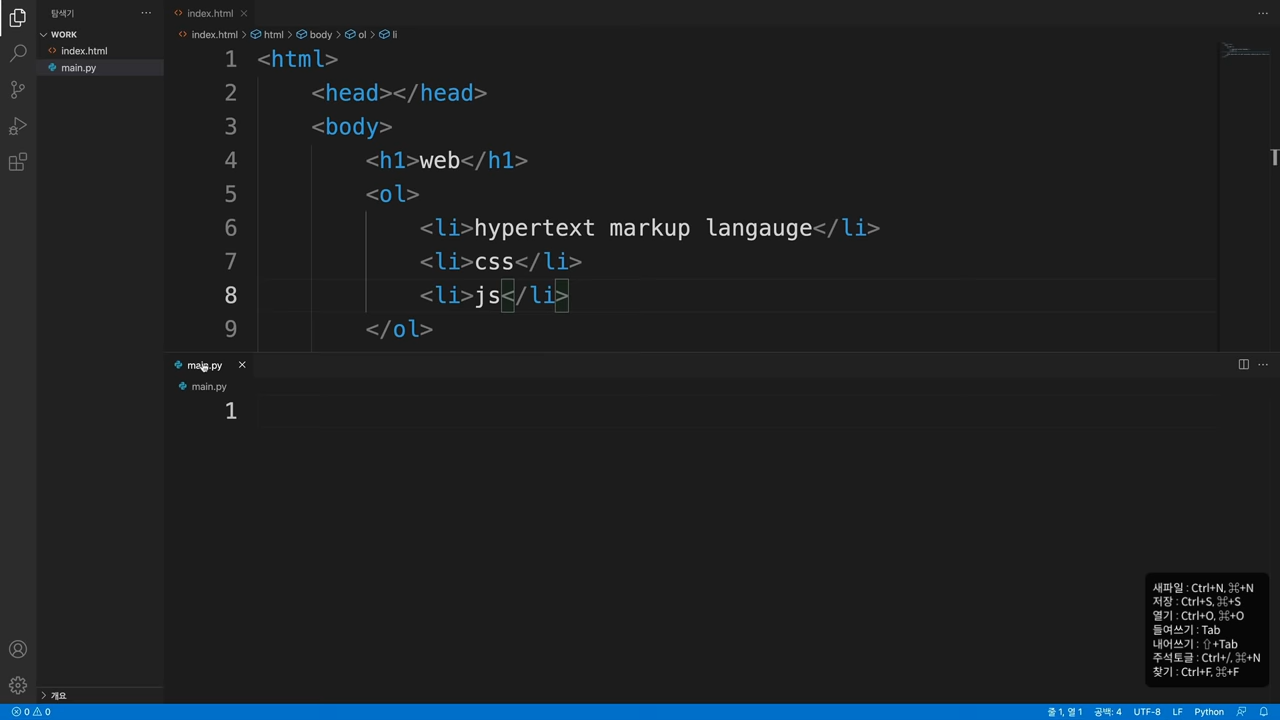 탐색기 ···
WORK
index.html
main.py
개요
index.html
index.html > html > body > ol > li
1 <html>
2 <head></head>
3 <body>
4 <h1>web</h1>
5 <ol>
6 <li>hypertext markup langauge</li>
7 <li>css</li>
8 <li>js</li>
9 </ol>
main.py
main.py
1
새파일 : Ctrl+N, ⌘+N
저장 : Ctrl+S, ⌘+S
열기 : Ctrl+O, ⌘+O
들여쓰기 : Tab
내어쓰기 : ⇧+Tab
주석토글 : Ctrl+/, ⌘+N
찾기 : Ctrl+F, ⌘+F
0 0 줄 1, 열 1 공백: 4 UTF-8 LF Python